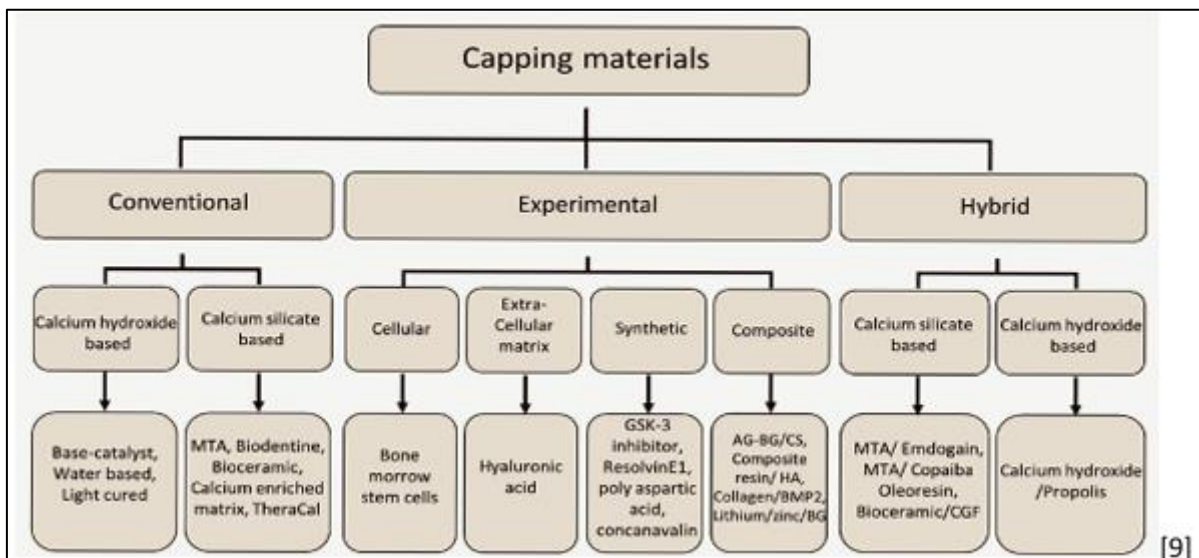 Capping materials
Conventional
Experimental
Hybrid
Calcium hydroxide
based
Calcium silicate
based
Cellular
Extra-
Cellular
matrix
Synthetic
Composite
Calcium silicate
based
Calcium hydroxide
based
Base-catalyst,
Water based,
Light cured
MTA, Biodentine,
Bioceramic,
Calcium enriched
matrix, TheraCal
Bone
morrow
stem cells
Hyaluronic
acid
GSK-3
inhibitor,
ResolvinE1,
poly aspartic
acid,
concanavalin
AG-BG/CS,
Composite
resin/ HA,
Collagen/BMP2,
Lithium/zinc/BG
MTA/ Emdogain,
MTA/ Copaiba
Oleoresin,
Bioceramic/CGF
Calcium hydroxide
/Propolis
[9]